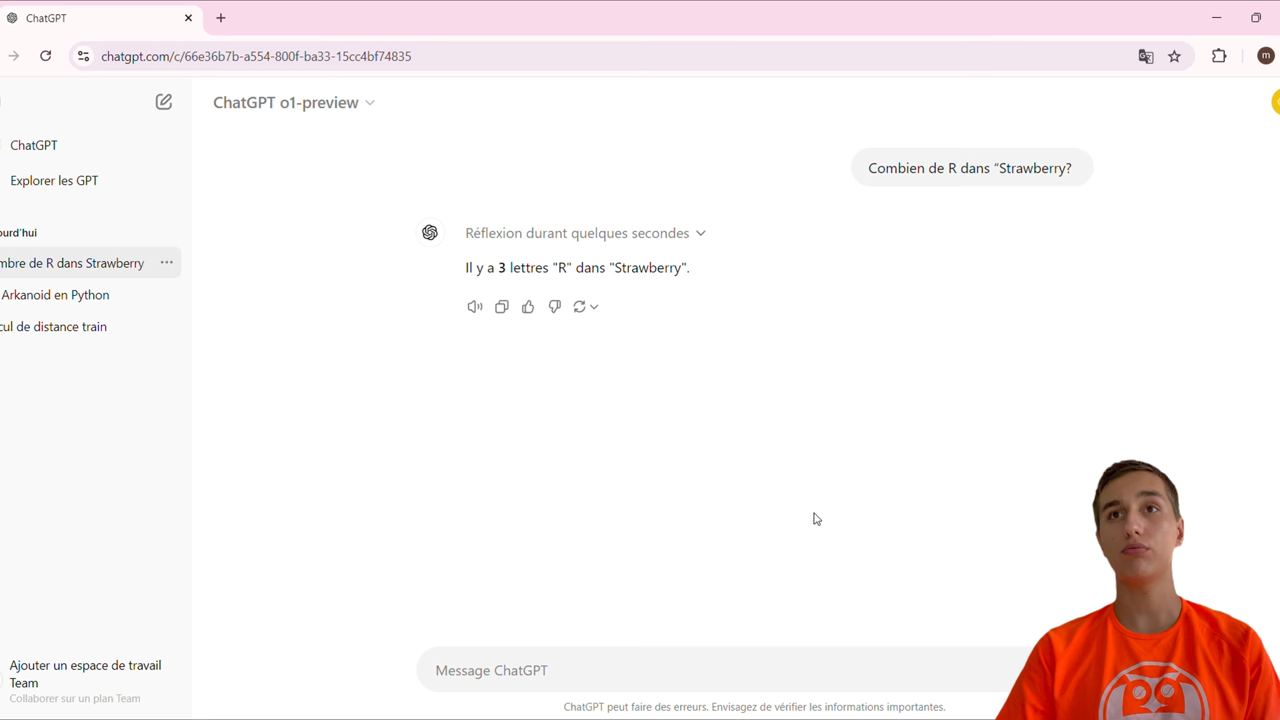 ChatGPT
chatgpt.com/c/66e36b7b-a554-800f-ba33-15cc4bf74835
m
ChatGPT o1-preview
ChatGPT
Explorer les GPT
ourd'hui
mbre de R dans Strawberry
Arkanoid en Python
cul de distance train
Combien de R dans “Strawberry?
Réflexion durant quelques secondes
Il y a 3 lettres "R" dans "Strawberry".
Ajouter un espace de travail
Team
Collaborer sur un plan Team
Message ChatGPT
ChatGPT peut faire des erreurs. Envisagez de vérifier les informations importantes.